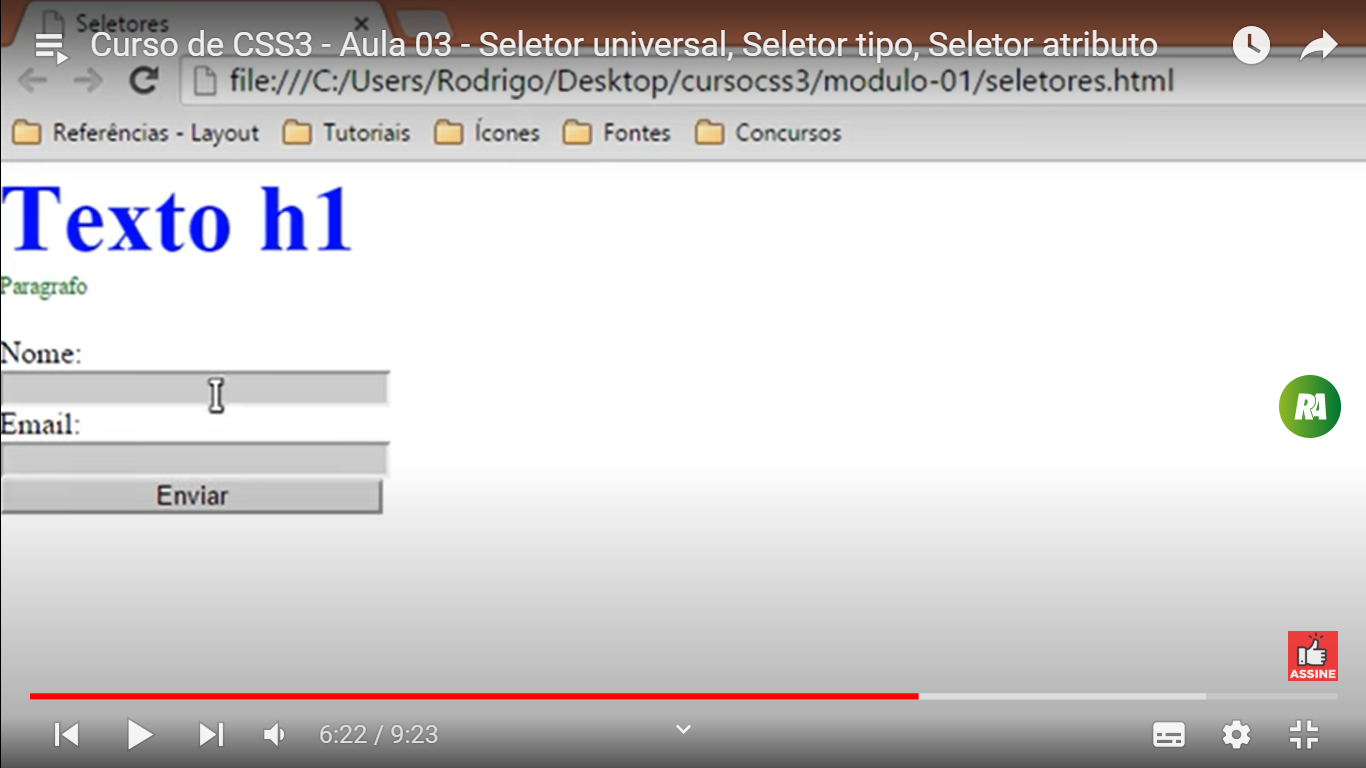 Seletores
Curso de CSS3 - Aula 03 - Seletor universal, Seletor tipo, Seletor atributo
file:///C:/Users/Rodrigo/Desktop/cursocss3/modulo-01/seletores.html
Referências - Layout Tutoriais Ícones Fontes Concursos
Texto h1
Paragrafo
Nome:
RA
Email:
Enviar
ASSINE
6:22 / 9:23